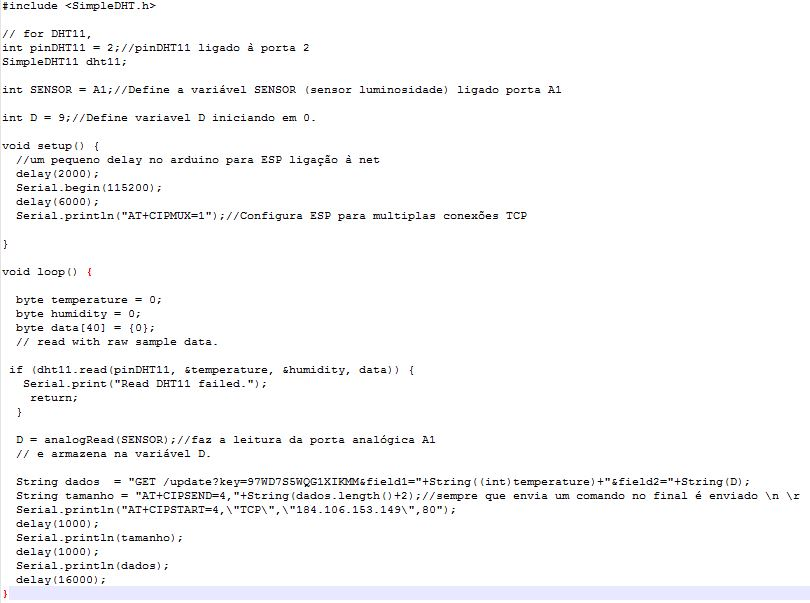 #include <SimpleDHT.h>
// for DHT11,
int pinDHT11 = 2;//pinDHT11 ligado à porta 2
SimpleDHT11 dht11;
int SENSOR = A1;//Define a variável SENSOR (sensor luminosidade) ligado porta A1
int D = 9;//Define variavel D iniciando em 0.
void setup() {
//um pequeno delay no arduino para ESP ligação à net
delay(2000);
Serial.begin(115200);
delay(6000);
Serial.println("AT+CIPMUX=1");//Configura ESP para multiplas conexões TCP
}
void loop() {
byte temperature = 0;
byte humidity = 0;
byte data[40] = {0};
// read with raw sample data.
if (dht11.read(pinDHT11, &temperature, &humidity, data)) {
Serial.print("Read DHT11 failed.");
return;
}
D = analogRead(SENSOR);//faz a leitura da porta analógica A1
// e armazena na variável D.
String dados  = "GET /update?key=97WD7S5WQG1XIKMM&field1="+String((int)temperature)+"&field2="+String(D);
String tamanho = "AT+CIPSEND=4,"+String(dados.length()+2);//sempre que envia um comando no final é enviado \n \r
Serial.println("AT+CIPSTART=4,\"TCP\",\"184.106.153.149\",80");
delay(1000);
Serial.println(tamanho);
delay(1000);
Serial.println(dados);
delay(16000);
}